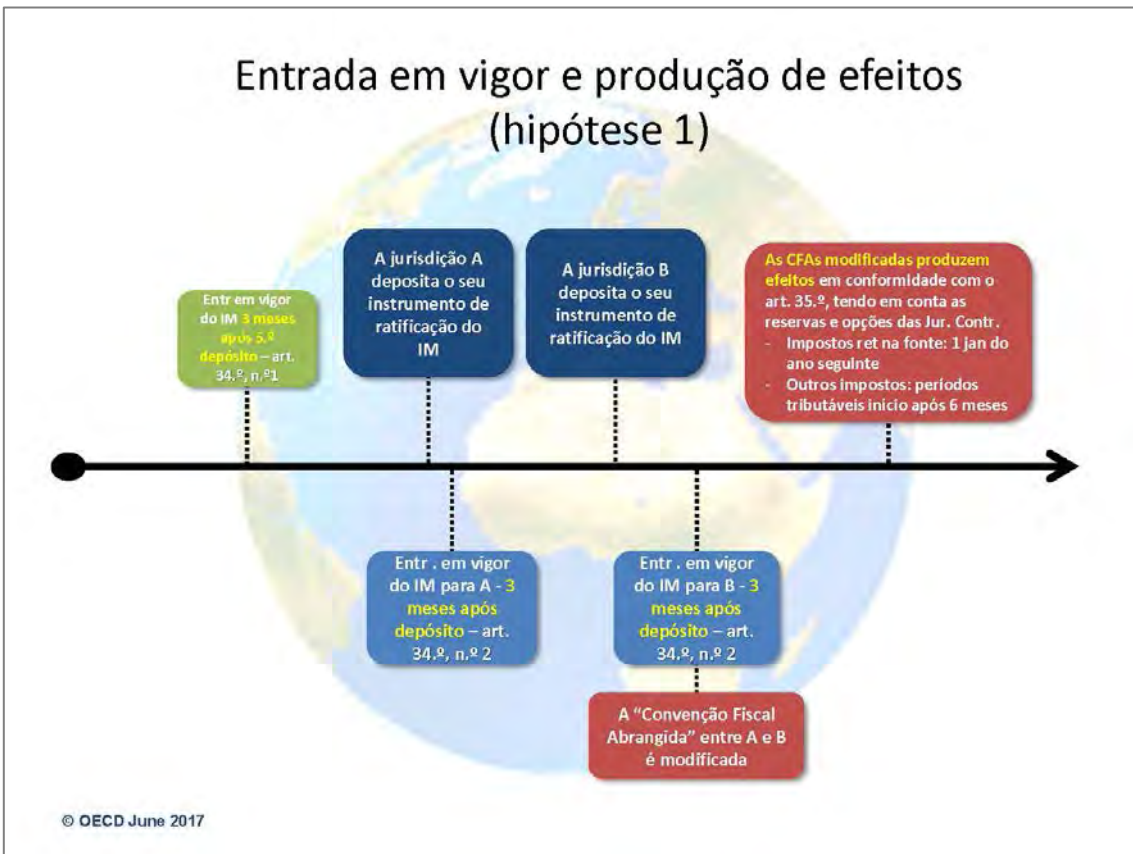 Entrada em vigor e produção de efeitos
(hipótese 1)
Entr em vigor
do IM 3 meses
após 5.º
depósito – art.
34.º, n.º1
A jurisdição A
deposita o seu
instrumento de
ratificação do
IM
A jurisdição B
deposita o seu
instrumento de
ratificação do IM
As CFAs modificadas produzem
efeitos em conformidade com o
art. 35.º, tendo em conta as
reservas e opções das Jur. Contr.
- Impostos ret na fonte: 1 jan do
ano seguinte
- Outros impostos: períodos
tributáveis inicio após 6 meses
Entr . em vigor
do IM para A - 3
meses após
depósito – art.
34.º, n.º 2
Entr . em vigor
do IM para B - 3
meses após
depósito – art.
34.º, n.º 2
A “Convenção Fiscal
Abrangida” entre A e B
é modificada
© OECD June 2017